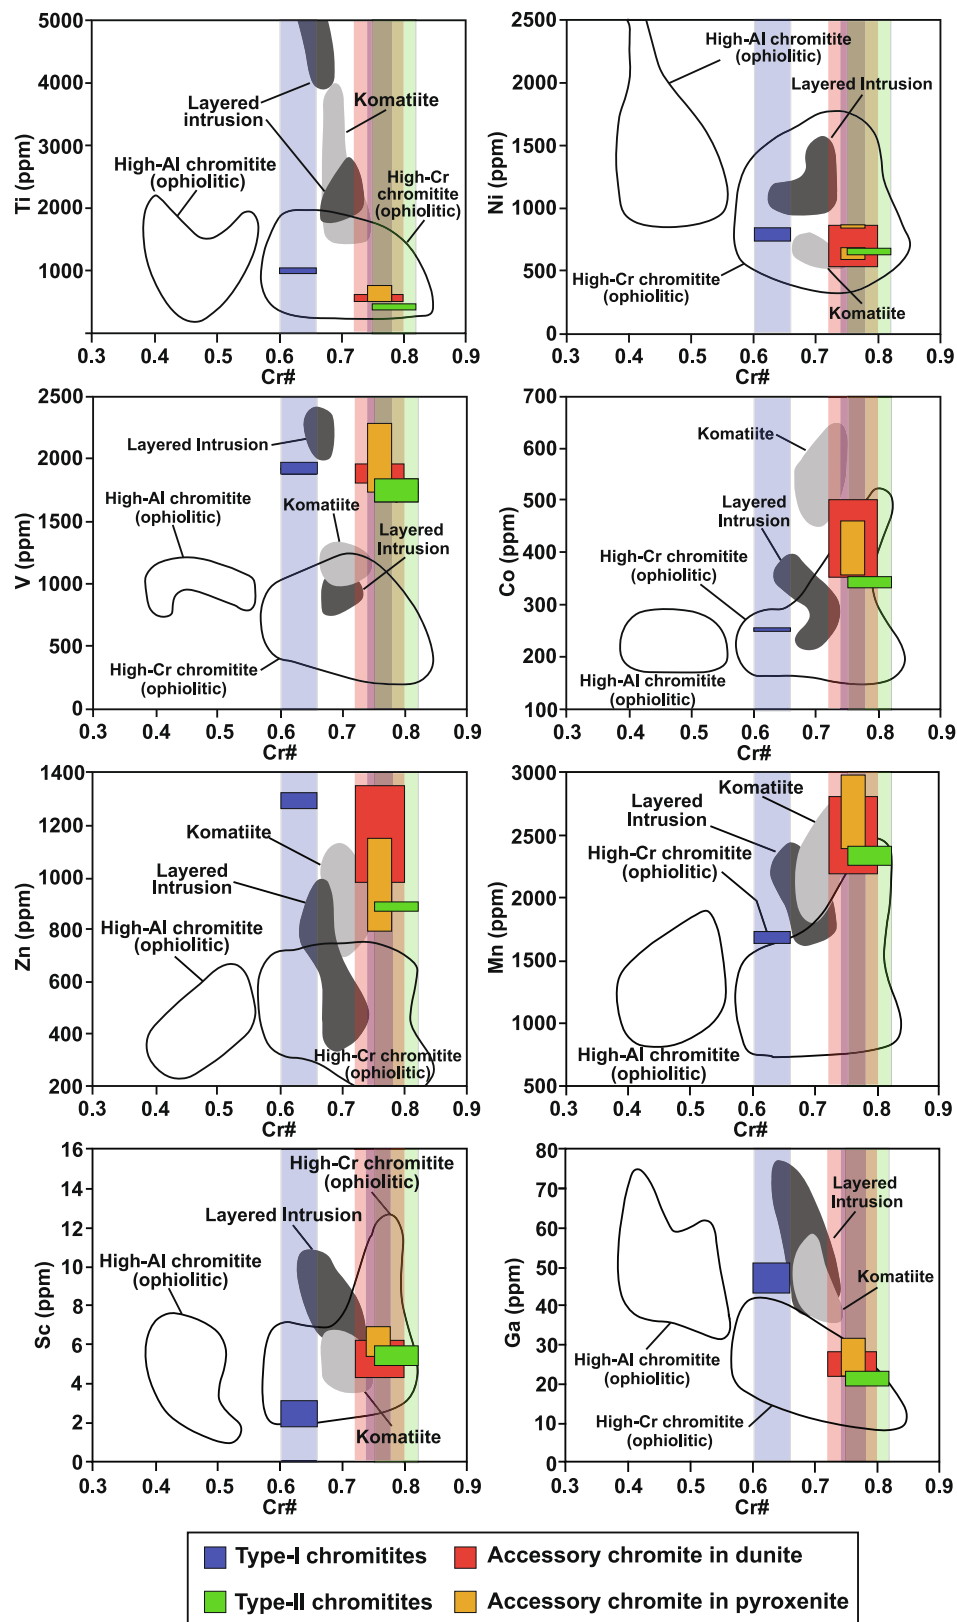 5000
4000
3000
2000
1000
0
Ti (ppm)
Layered
intrusion
Komatiite
High-Al chromitite
(ophiolitic)
High-Cr
chromitite
(ophiolitic)
0.3 0.4 0.5 0.6 0.7 0.8 0.9
Cr#
2500
2000
1500
1000
500
0
Ni (ppm)
High-Al chromitite
(ophiolitic)
Layered Intrusion
High-Cr chromitite
(ophiolitic)
Komatiite
0.3 0.4 0.5 0.6 0.7 0.8 0.9
Cr#
2500
2000
1500
1000
500
0
V (ppm)
Layered Intrusion
High-Al chromitite
(ophiolitic)
Komatiite
Layered
Intrusion
High-Cr chromitite
(ophiolitic)
0.3 0.4 0.5 0.6 0.7 0.8 0.9
Cr#
700
600
500
400
300
200
100
Co (ppm)
Komatiite
Layered
Intrusion
High-Cr chromitite
(ophiolitic)
High-Al chromitite
(ophiolitic)
0.3 0.4 0.5 0.6 0.7 0.8 0.9
Cr#
1400
1200
1000
800
600
400
200
Zn (ppm)
Komatiite
Layered
Intrusion
High-Al chromitite
(ophiolitic)
High-Cr chromitite
(ophiolitic)
0.3 0.4 0.5 0.6 0.7 0.8 0.9
Cr#
3000
2500
2000
1500
1000
500
Mn (ppm)
Komatiite
Layered
Intrusion
High-Cr chromitite
(ophiolitic)
High-Al chromitite
(ophiolitic)
0.3 0.4 0.5 0.6 0.7 0.8 0.9
Cr#
16
14
12
10
8
6
4
2
0
Sc (ppm)
High-Cr chromitite
(ophiolitic)
Layered Intrusion
High-Al chromitite
(ophiolitic)
Komatiite
0.3 0.4 0.5 0.6 0.7 0.8 0.9
Cr#
80
70
60
50
40
30
20
10
0
Ga (ppm)
Layered
Intrusion
Komatiite
High-Al chromitite
(ophiolitic)
High-Cr chromitite
(ophiolitic)
0.3 0.4 0.5 0.6 0.7 0.8 0.9
Cr#
Type-I chromitites
Accessory chromite in dunite
Type-II chromitites
Accessory chromite in pyroxenite